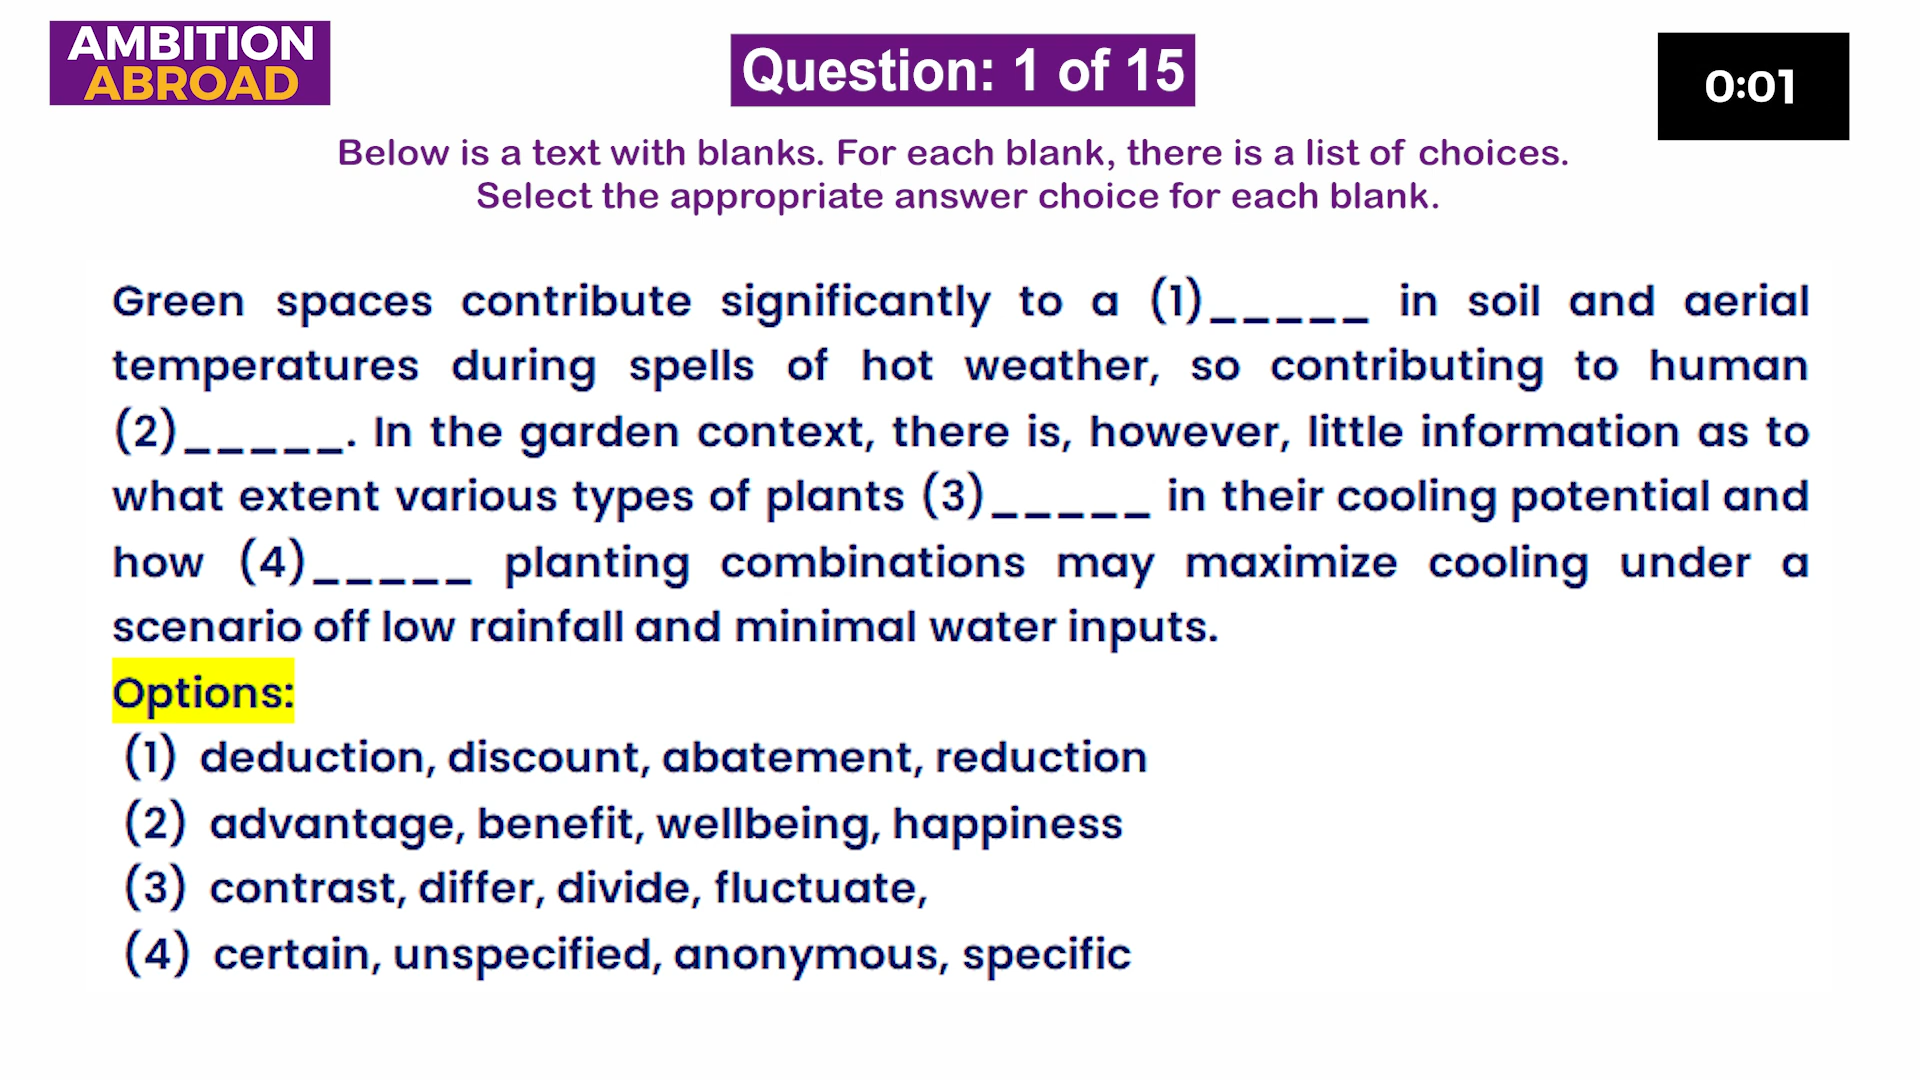 AMBITION
ABROAD
Question: 1 of 15
0:01
Below is a text with blanks. For each blank, there is a list of choices.
Select the appropriate answer choice for each blank.
Green spaces contribute significantly to a (1)_____ in soil and aerial
temperatures during spells of hot weather, so contributing to human
(2)_____. In the garden context, there is, however, little information as to
what extent various types of plants (3)_____ in their cooling potential and
how (4)_____ planting combinations may maximize cooling under a
scenario off low rainfall and minimal water inputs.
Options:
(1) deduction, discount, abatement, reduction
(2) advantage, benefit, wellbeing, happiness
(3) contrast, differ, divide, fluctuate,
(4) certain, unspecified, anonymous, specific